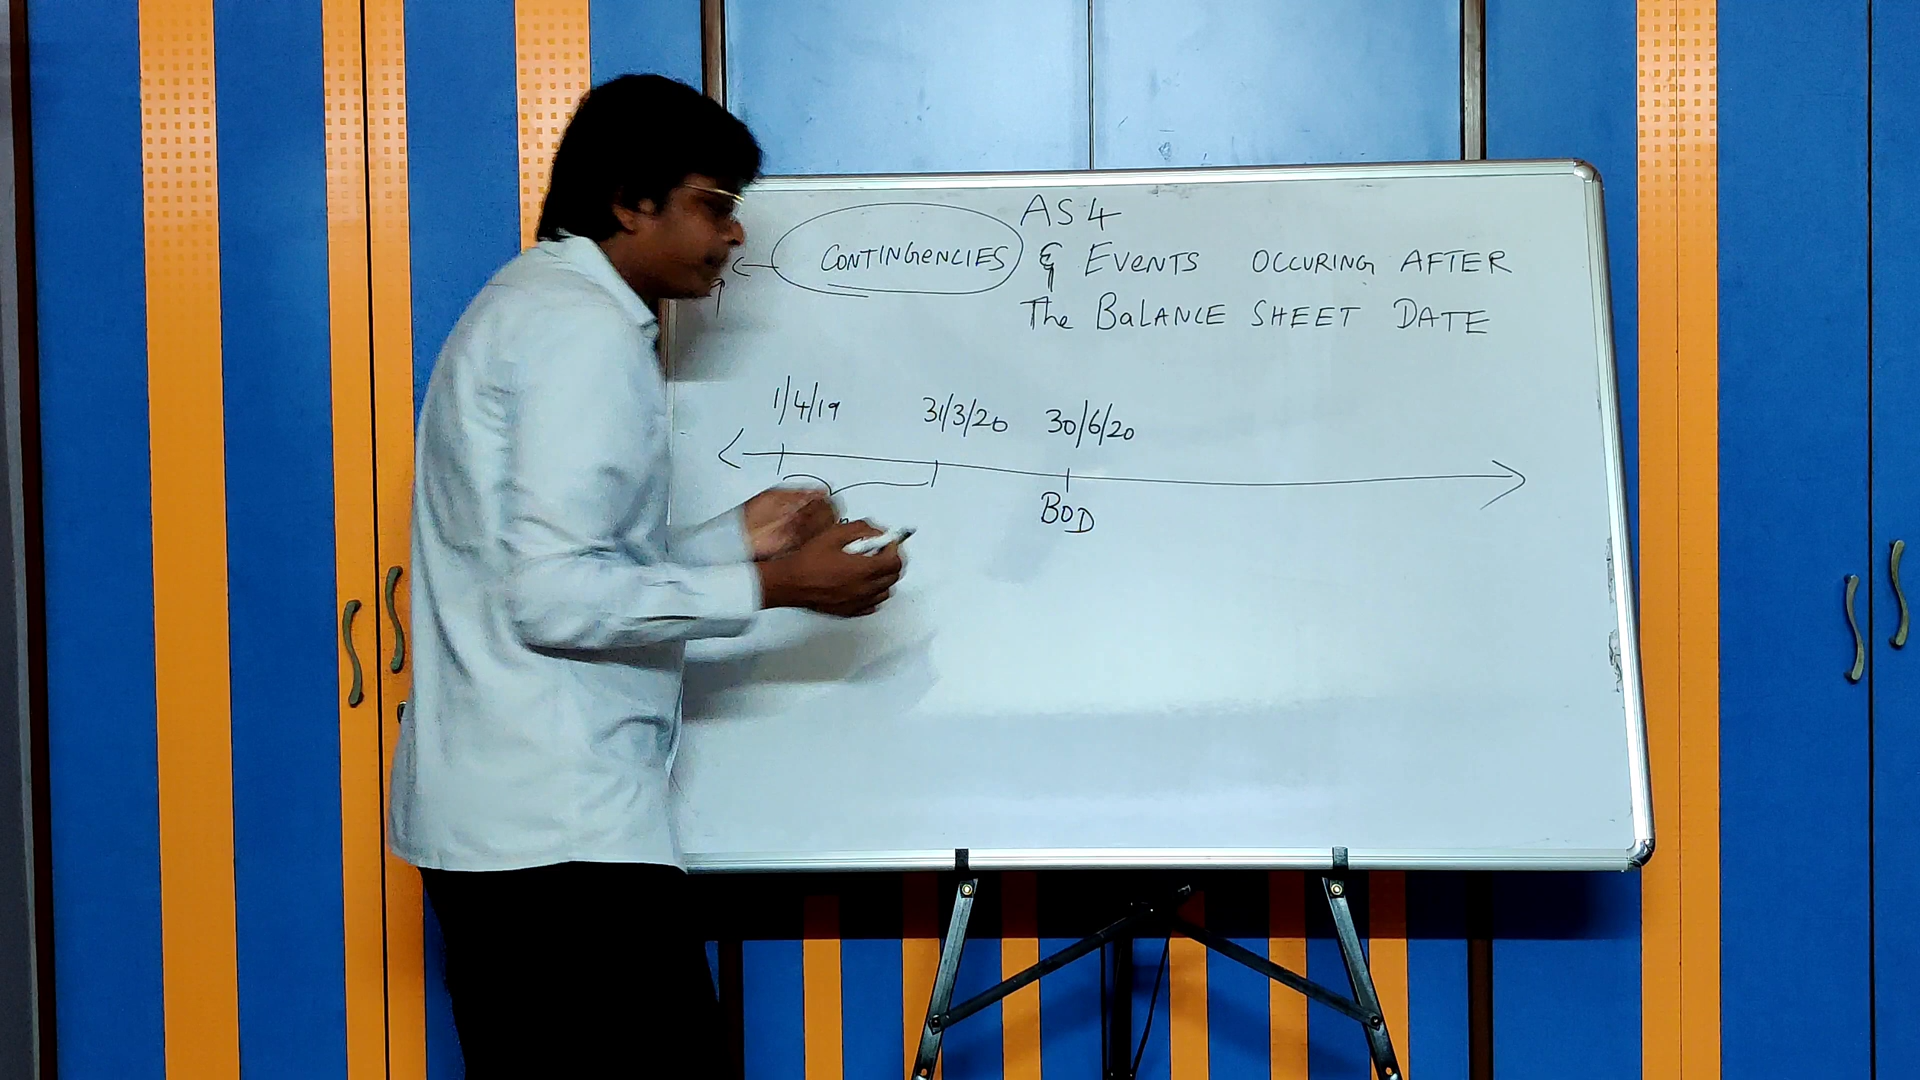 AS 4
CONTINGENCIES & EVENTS OCCURING AFTER
The BALANCE SHEET DATE
1/4/19 31/3/20 30/6/20
BOD